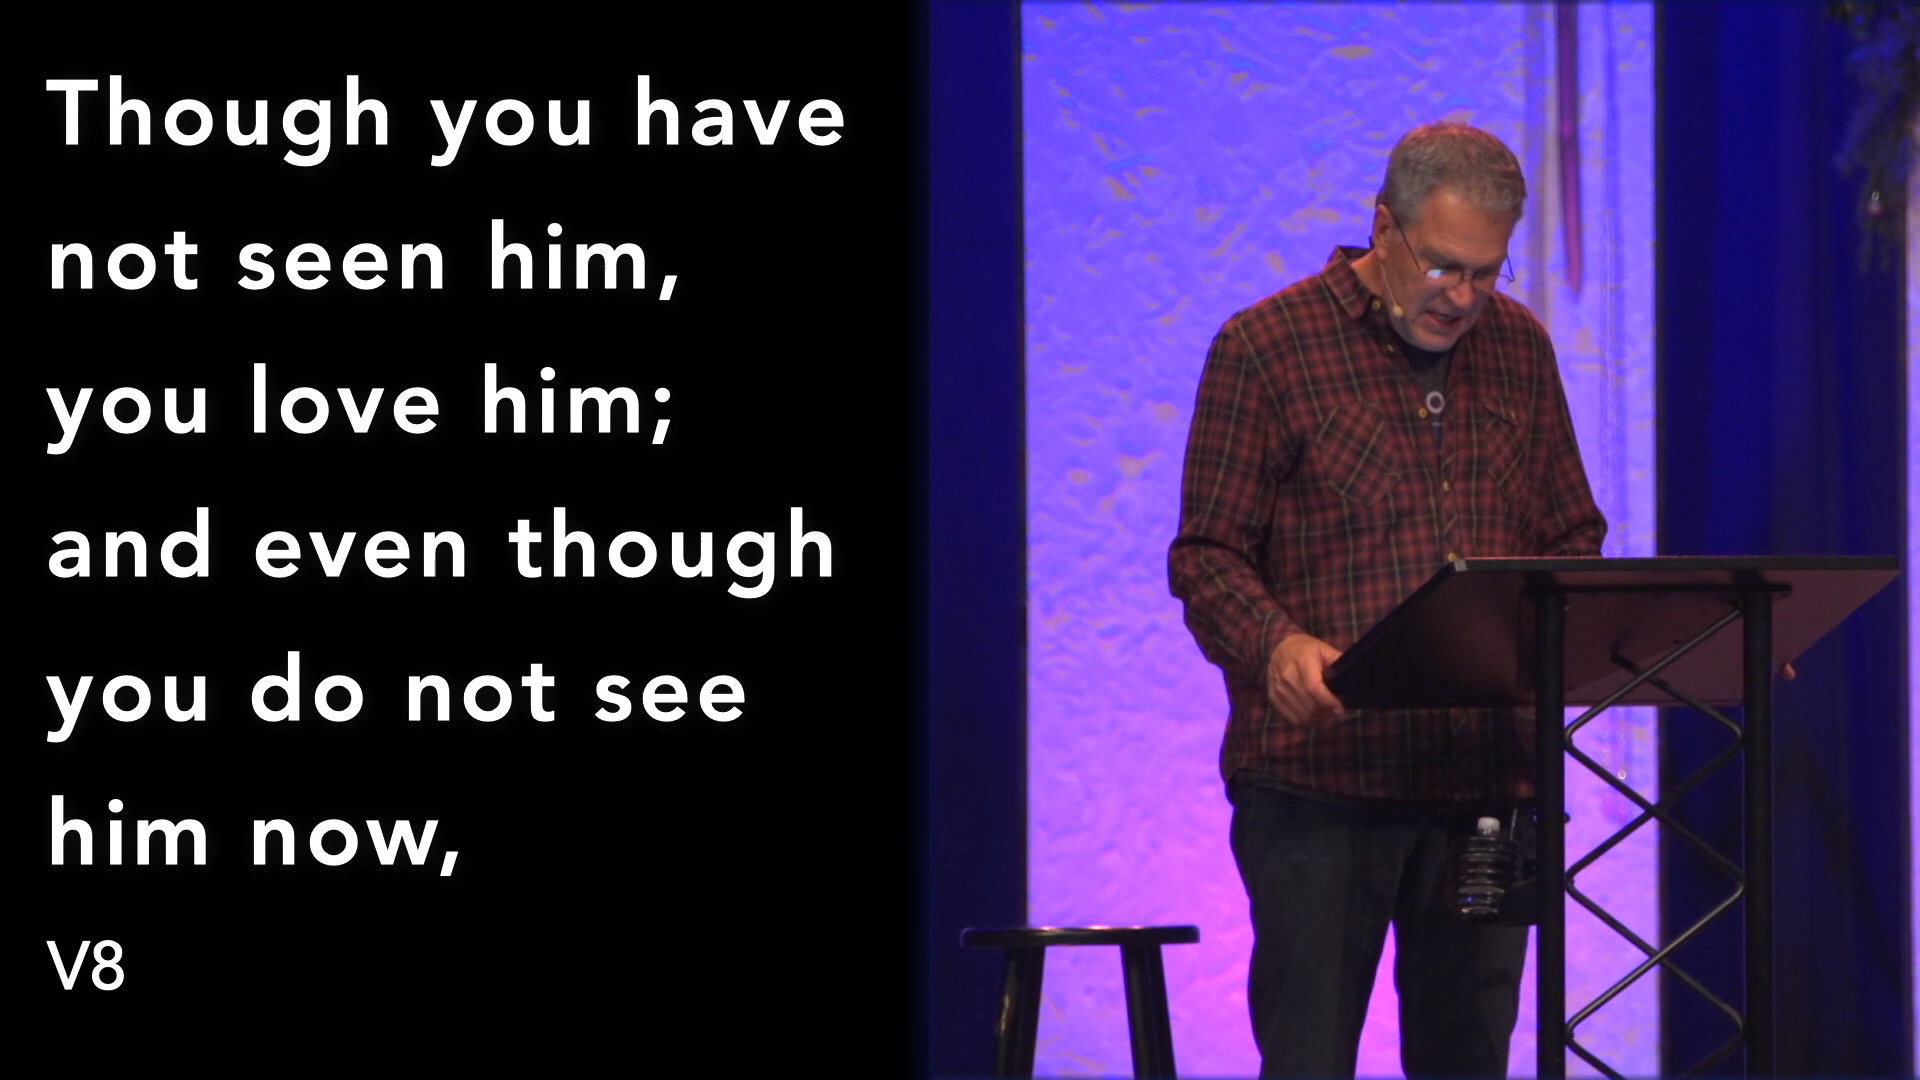 Though you have
not seen him,
you love him;
and even though
you do not see
him now,
V8